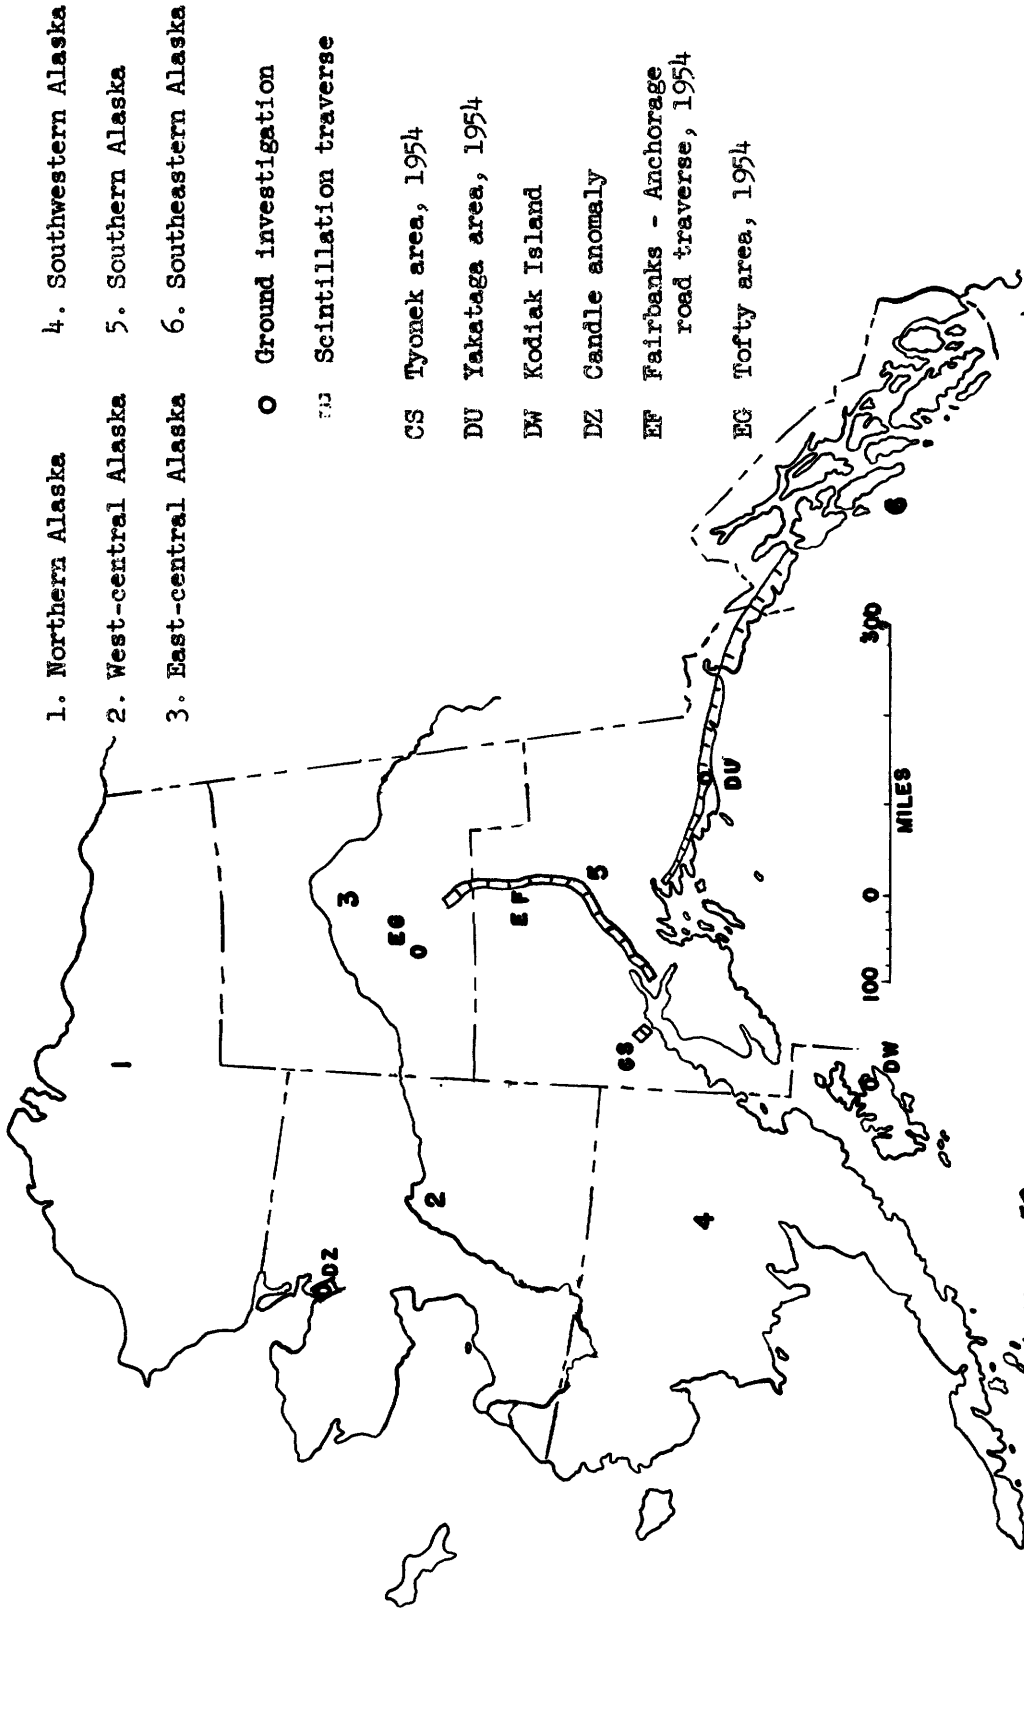 1. Northern Alaska
2. West-central Alaska
3. East-central Alaska
4. Southwestern Alaska
5. Southern Alaska
6. Southeastern Alaska
O Ground investigation
Scintillation traverse
CS Tyonek area, 1954
DU Yakataga area, 1954
DW Kodiak Island
DZ Candle anomaly
EF Fairbanks - Anchorage
road traverse, 1954
EG Tofty area, 1954
1
2
3
4
5
6
DZ
EG
EF
CS
DU
DW
100
0
300
MILES